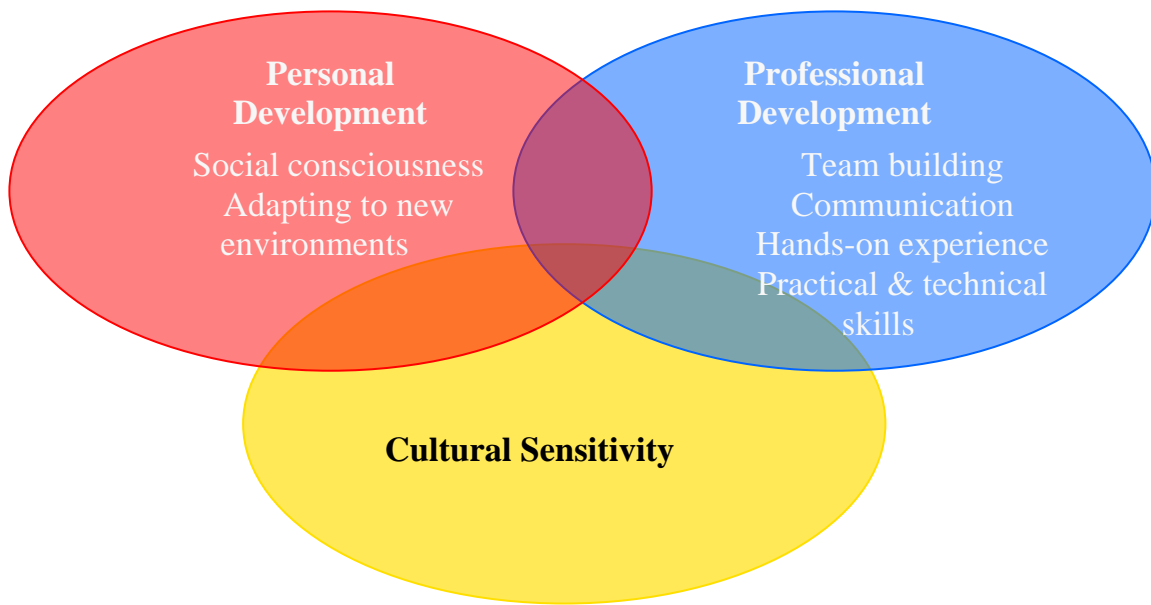 Personal
Development
Social consciousness
Adapting to new
environments
Professional
Development
Team building
Communication
Hands-on experience
Practical & technical
skills
Cultural Sensitivity